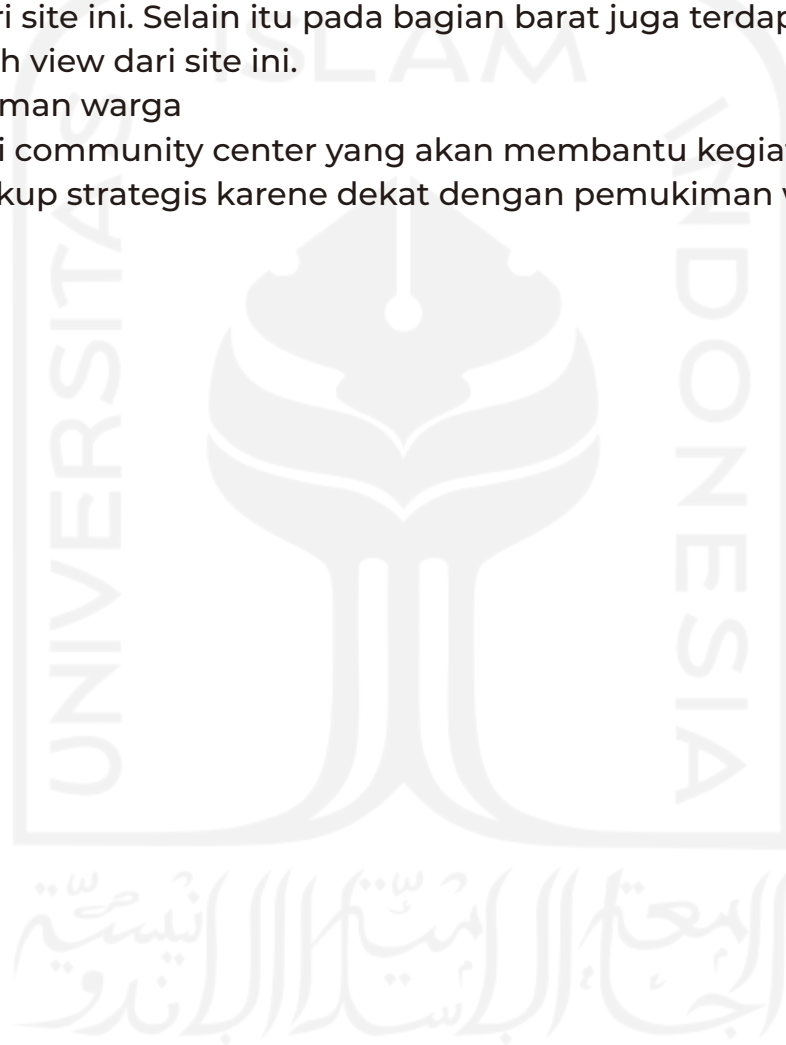 ri site ini. Selain itu pada bagian barat juga terdap
h view dari site ini.
man warga
i community center yang akan membantu kegia
kup strategis karene dekat dengan pemukiman
ISLAM
UNIVERSITAS
INDONESIA